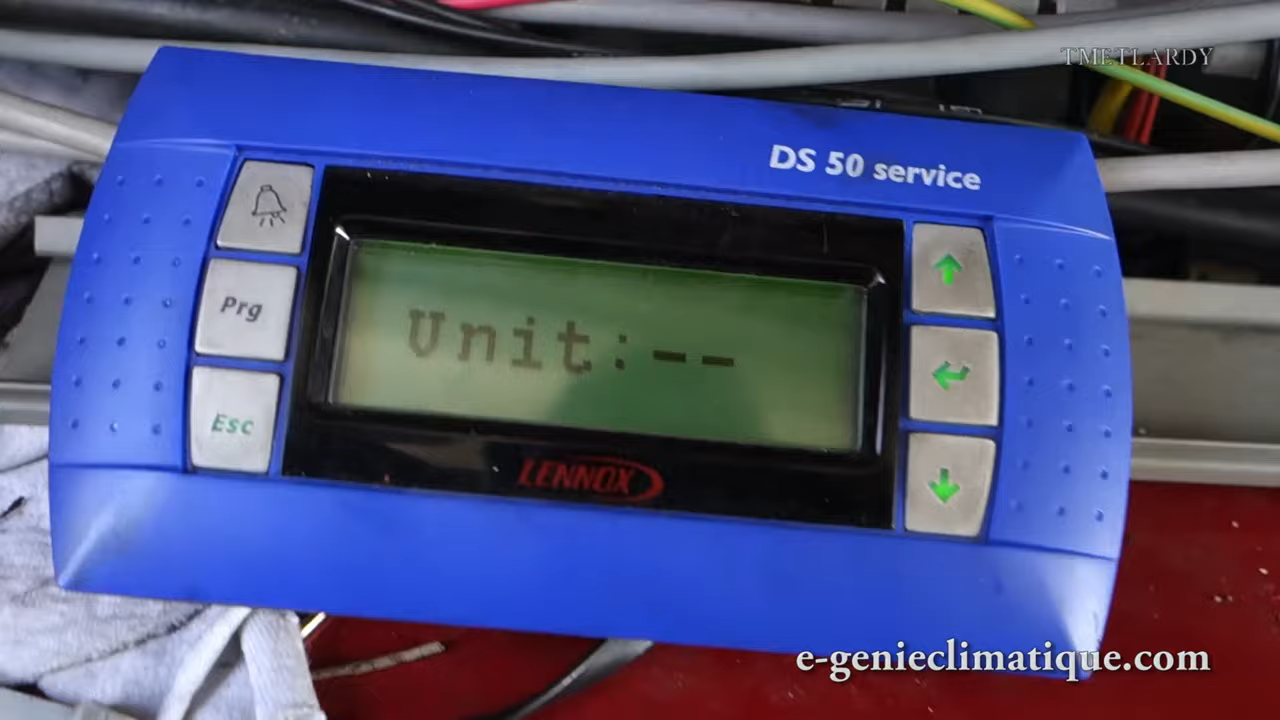 TMETLARDY
DS 50 service
Prg
Unit:--
Esc
LENNOX
e-genieclimatique.com